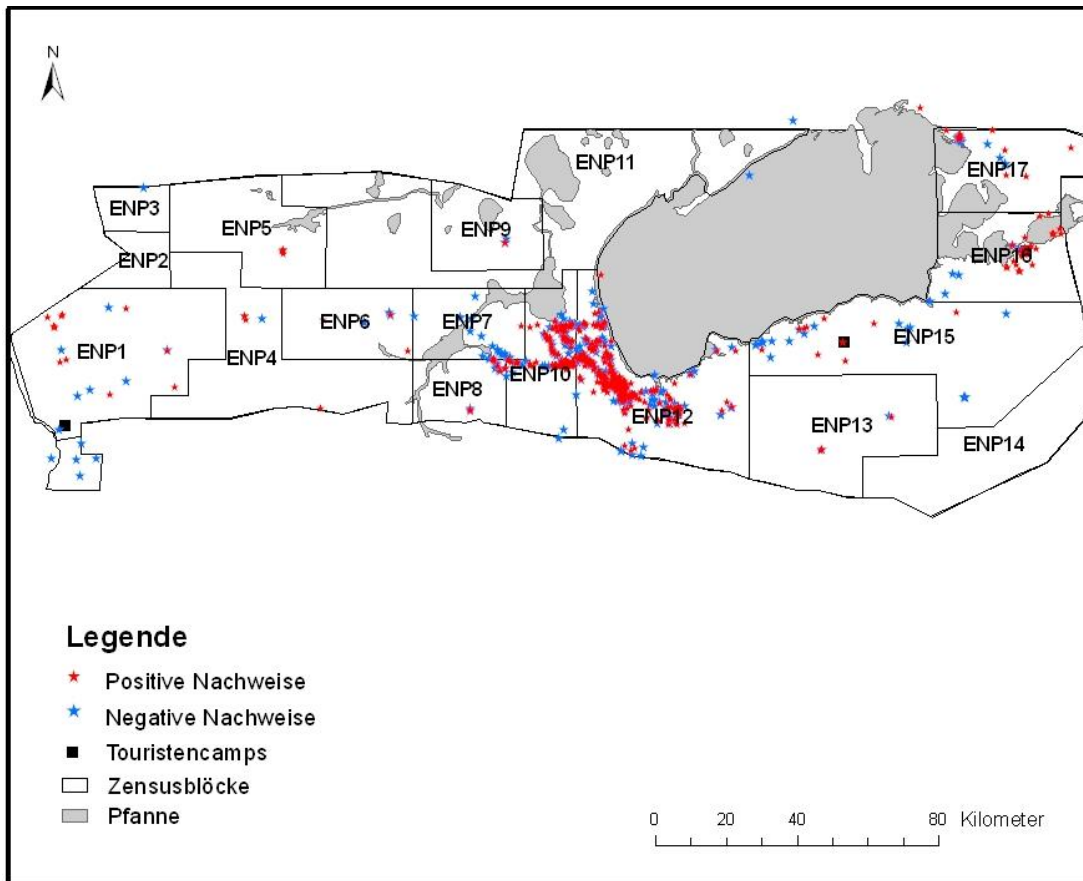 N
ENP11
ENP17
ENP3
ENP5
ENP9
ENP16
ENP2
ENP6
ENP7
ENP15
ENP1
ENP4
ENP8
ENP10
ENP12
ENP13
ENP14
Legende
Positive Nachweise
Negative Nachweise
Touristencamps
Zensusblöcke
Pfanne
0 20 40 80 Kilometer